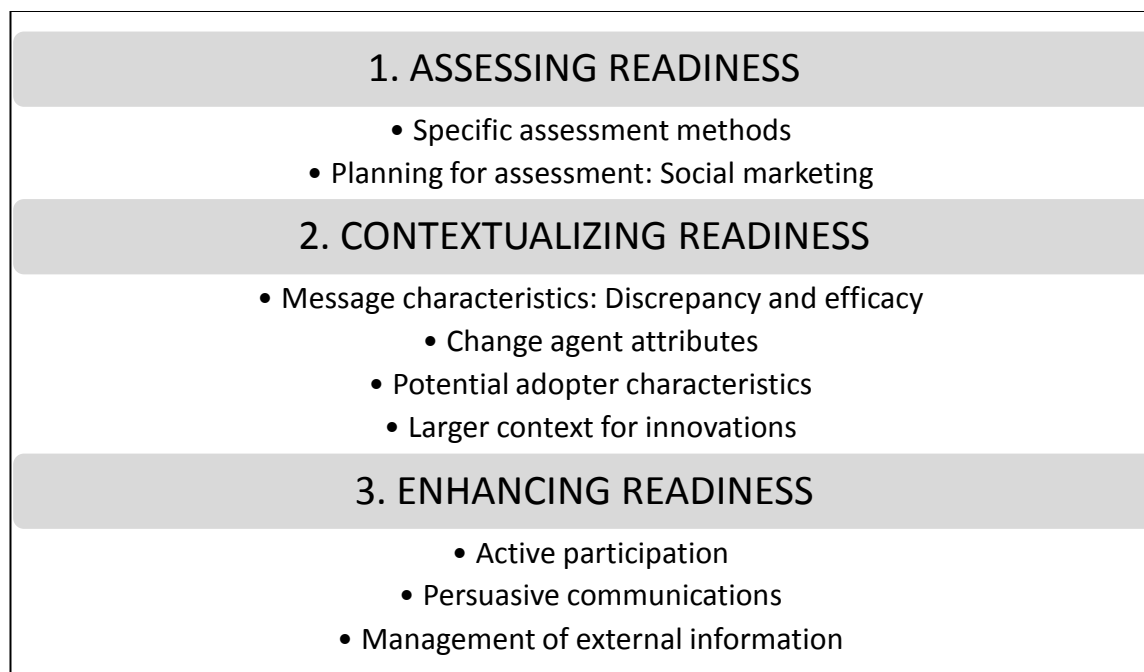 1. ASSESSING READINESS
• Specific assessment methods
• Planning for assessment: Social marketing
2. CONTEXTUALIZING READINESS
• Message characteristics: Discrepancy and efficacy
• Change agent attributes
• Potential adopter characteristics
• Larger context for innovations
3. ENHANCING READINESS
• Active participation
• Persuasive communications
• Management of external information